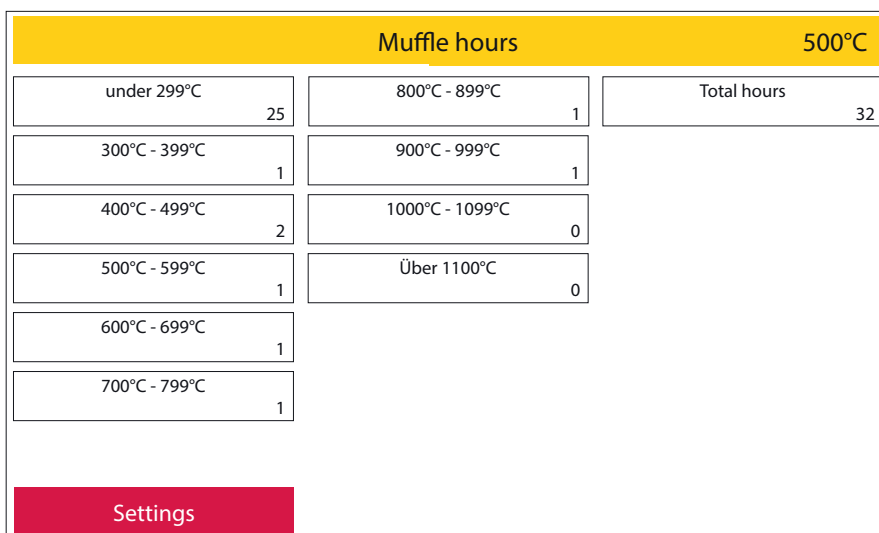 Muffle hours
500°C
under 299°C
25
300°C - 399°C
1
400°C - 499°C
2
500°C - 599°C
1
600°C - 699°C
1
700°C - 799°C
1
800°C - 899°C
1
900°C - 999°C
1
1000°C - 1099°C
0
Über 1100°C
0
Total hours
32
Settings